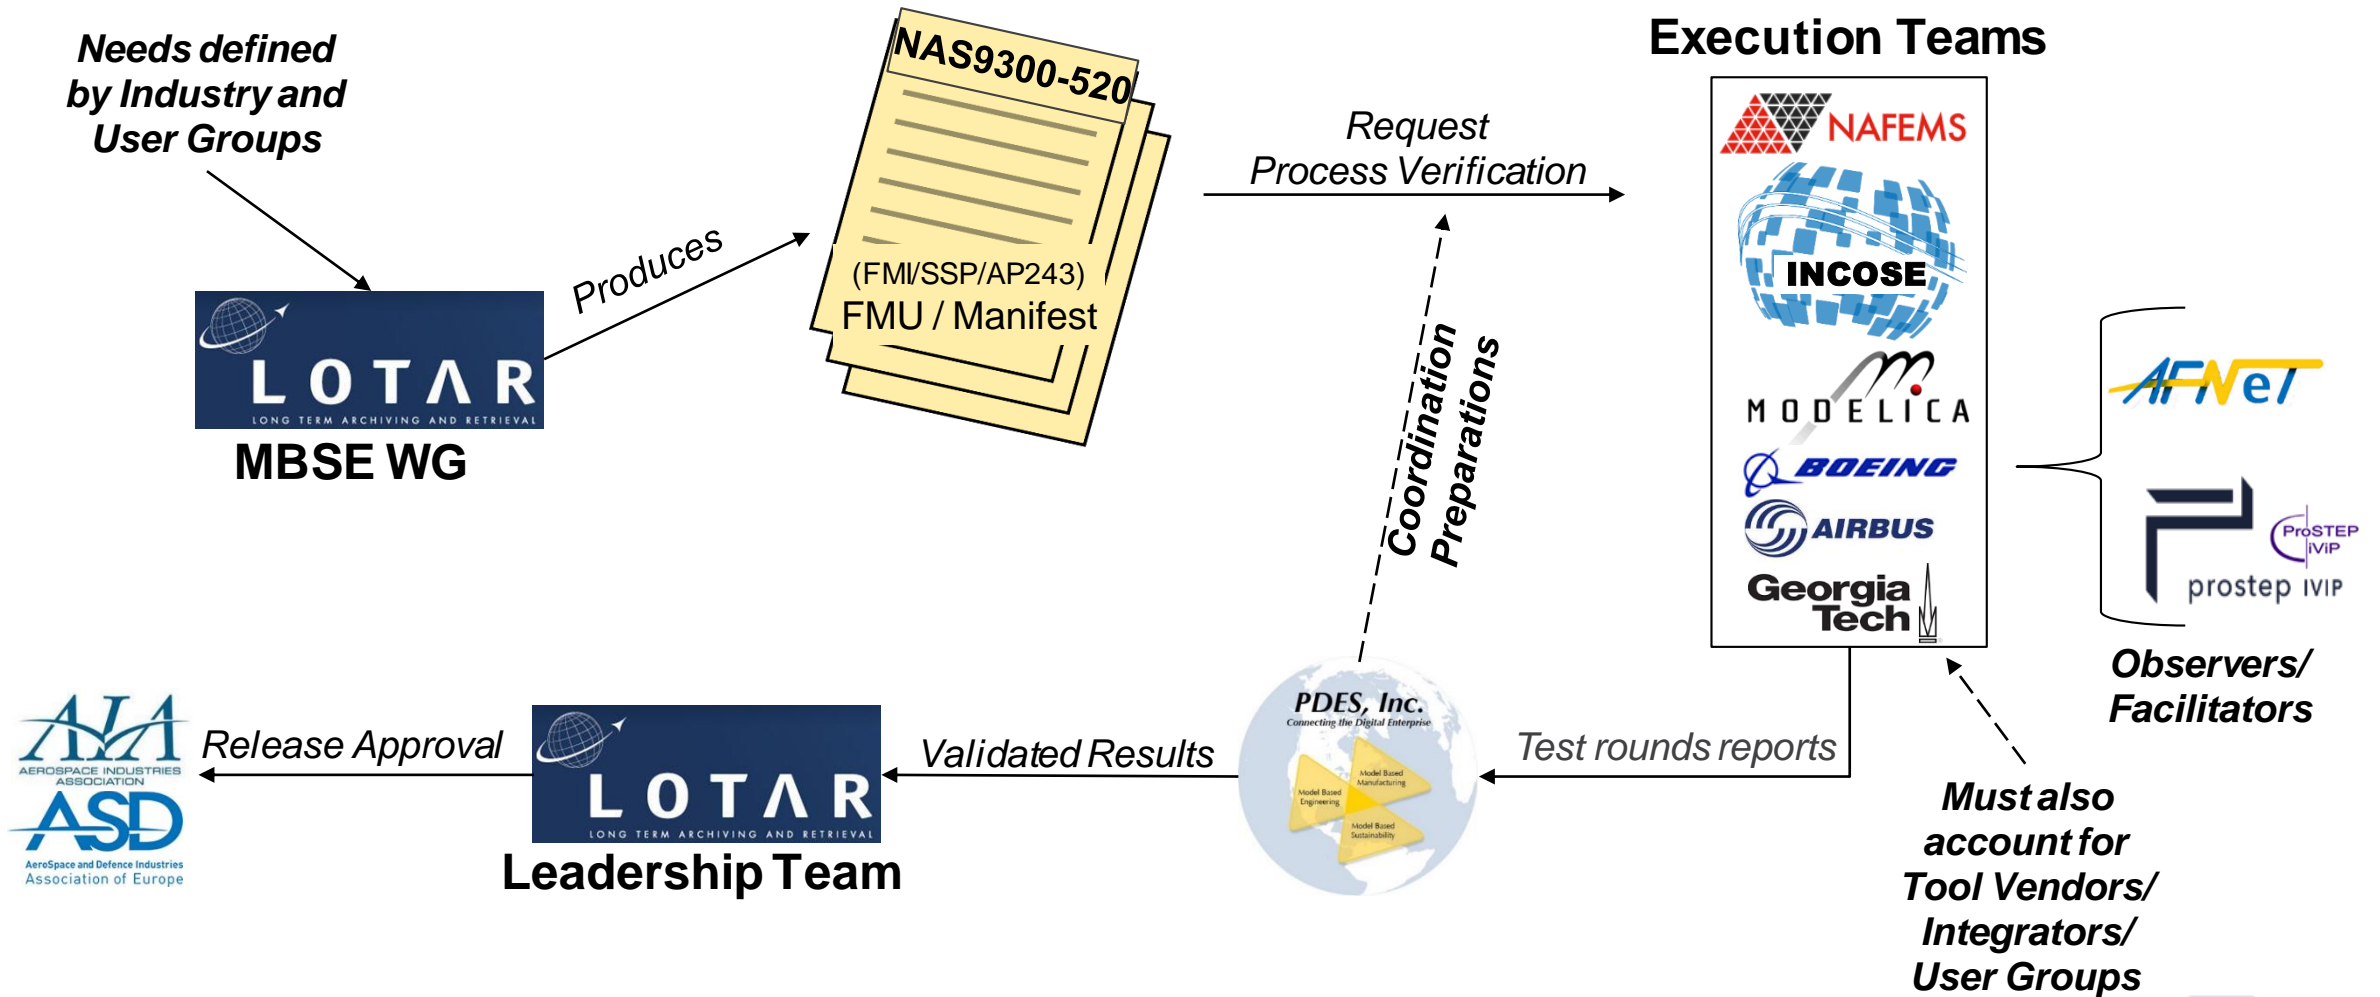 Needs defined
by Industry and
User Groups
LOTAR
LONG TERM ARCHIVING AND RETRIEVAL
MBSE WG
Produces
NAS9300-520
(FMI/SSP/AP243)
FMU / Manifest
Request
Process Verification
Coordination
Preparations
Execution Teams
NAFEMS
INCOSE
MODELICA
BOEING
AIRBUS
Georgia
Tech
AFNeT
ProSTEP
iViP
prostep IVIP
Observers/
Facilitators
Must also
account for
Tool Vendors/
Integrators/
User Groups
Test rounds reports
PDES, Inc.
Connecting the Digital Enterprise
Model Based
Manufacturing
Model Based
Engineering
Model Based
Sustainability
Validated Results
LOTAR
LONG TERM ARCHIVING AND RETRIEVAL
Leadership Team
Release Approval
AIA
AEROSPACE INDUSTRIES
ASSOCIATION
ASD
AeroSpace and Defence Industries
Association of Europe